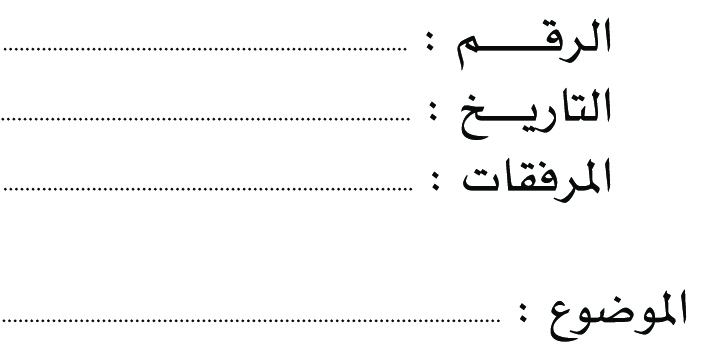 الرقـــم : ........................................
التاريـــخ : ........................................
المرفقات : ........................................
الموضوع : ........................................